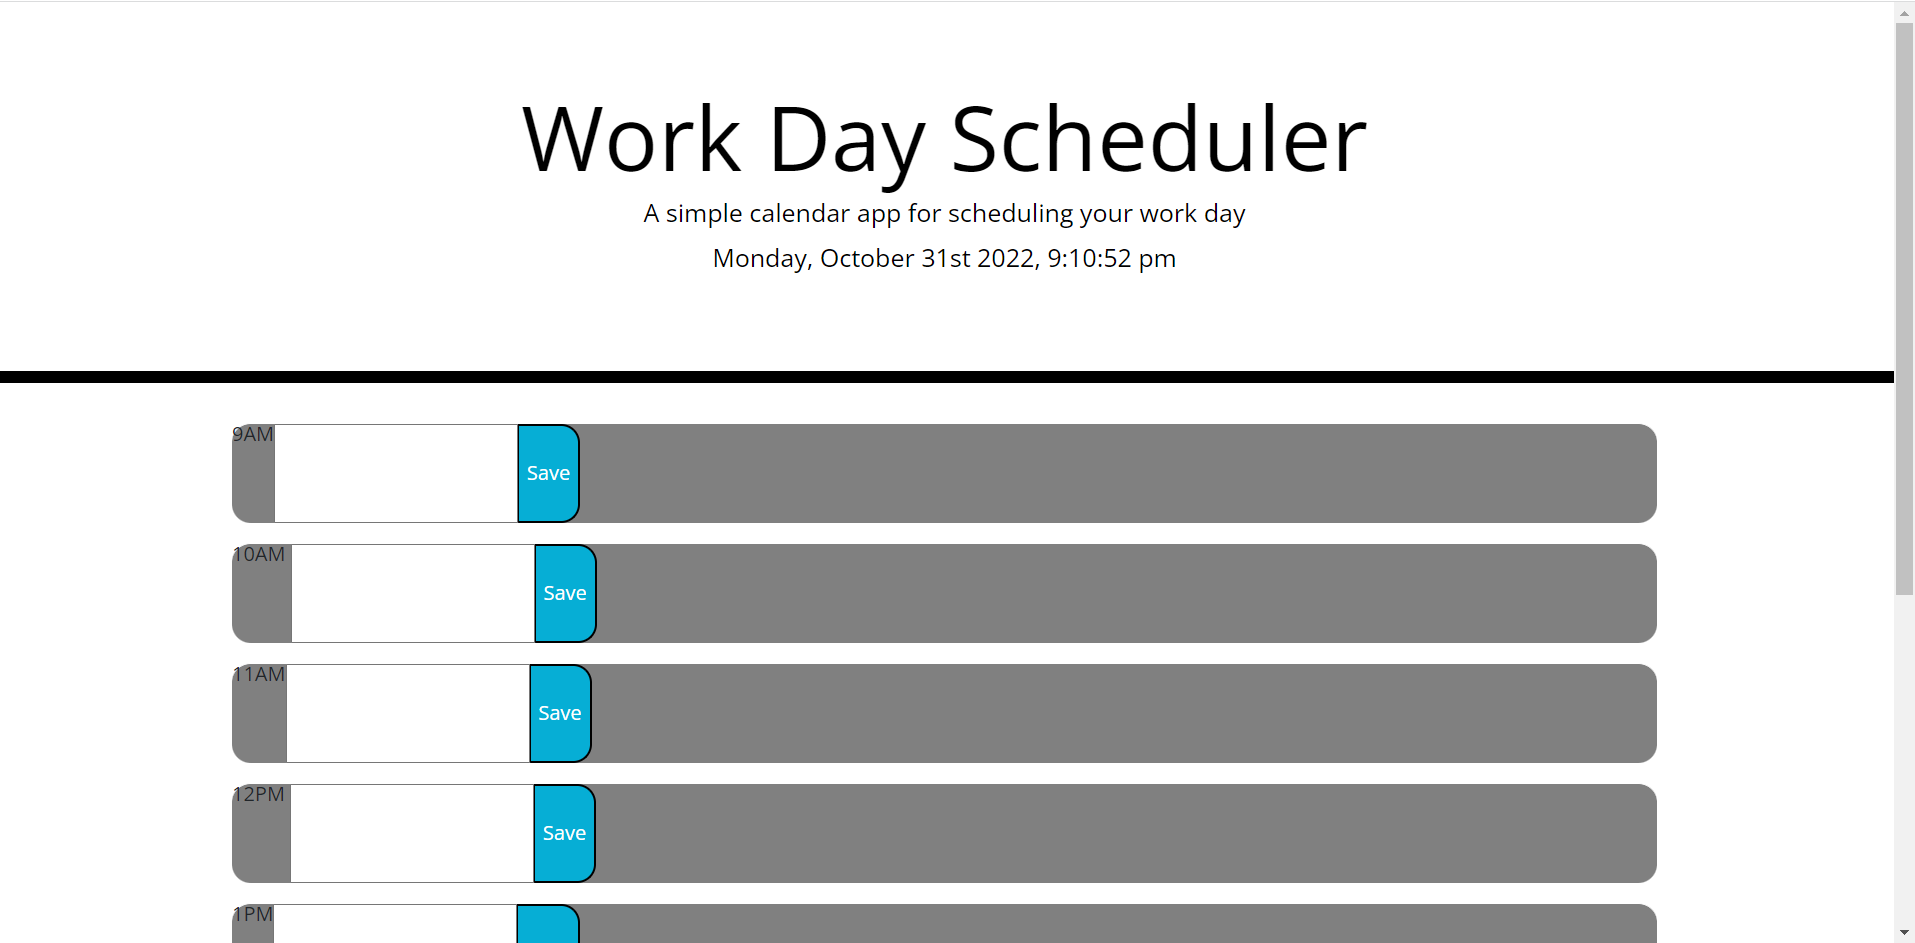 Work Day Scheduler
A simple calendar app for scheduling your work day
Monday, October 31st 2022, 9:10:52 pm
9AM
Save
10AM
Save
11AM
Save
12PM
Save
1PM